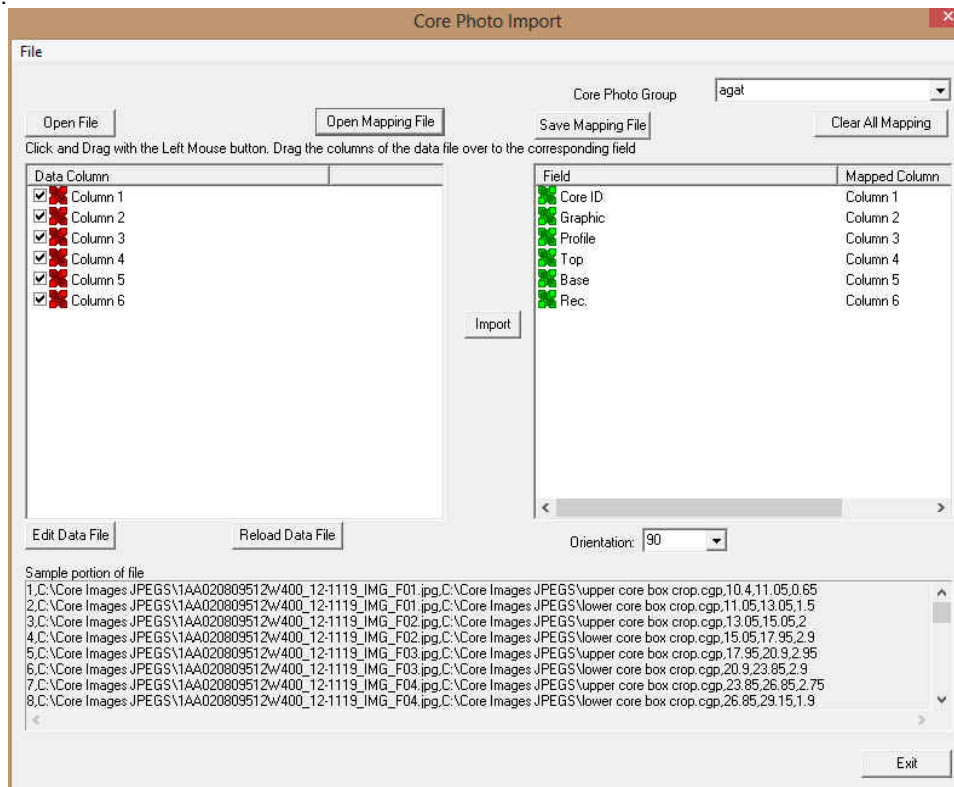 .
Core Photo Import
File
Core Photo Group agat
Open File Open Mapping File Save Mapping File Clear All Mapping
Click and Drag with the Left Mouse button. Drag the columns of the data file over to the corresponding field
Data Column Field Mapped Column
Column 1 Core ID Column 1
Column 2 Graphic Column 2
Column 3 Profile Column 3
Column 4 Top Column 4
Column 5 Base Column 5
Column 6 Rec. Column 6
Import
Edit Data File Reload Data File Orientation: 90
Sample portion of file
1,C:\Core Images JPEGS\1AA020809512W400_12-1119_IMG_F01.jpg,C:\Core Images JPEGS\upper core box crop.cgp,10.4,11.05,0.65
2,C:\Core Images JPEGS\1AA020809512W400_12-1119_IMG_F01.jpg,C:\Core Images JPEGS\lower core box crop.cgp,11.05,13.05,1.5
3,C:\Core Images JPEGS\1AA020809512W400_12-1119_IMG_F02.jpg,C:\Core Images JPEGS\upper core box crop.cgp,13.05,15.05,2
4,C:\Core Images JPEGS\1AA020809512W400_12-1119_IMG_F02.jpg,C:\Core Images JPEGS\lower core box crop.cgp,15.05,17.95,2.9
5,C:\Core Images JPEGS\1AA020809512W400_12-1119_IMG_F03.jpg,C:\Core Images JPEGS\upper core box crop.cgp,17.95,20.9,2.95
6,C:\Core Images JPEGS\1AA020809512W400_12-1119_IMG_F03.jpg,C:\Core Images JPEGS\lower core box crop.cgp,20.9,23.85,2.9
7,C:\Core Images JPEGS\1AA020809512W400_12-1119_IMG_F04.jpg,C:\Core Images JPEGS\upper core box crop.cgp,23.85,26.85,2.75
8,C:\Core Images JPEGS\1AA020809512W400_12-1119_IMG_F04.jpg,C:\Core Images JPEGS\lower core box crop.cgp,26.85,29.15,1.9
Exit